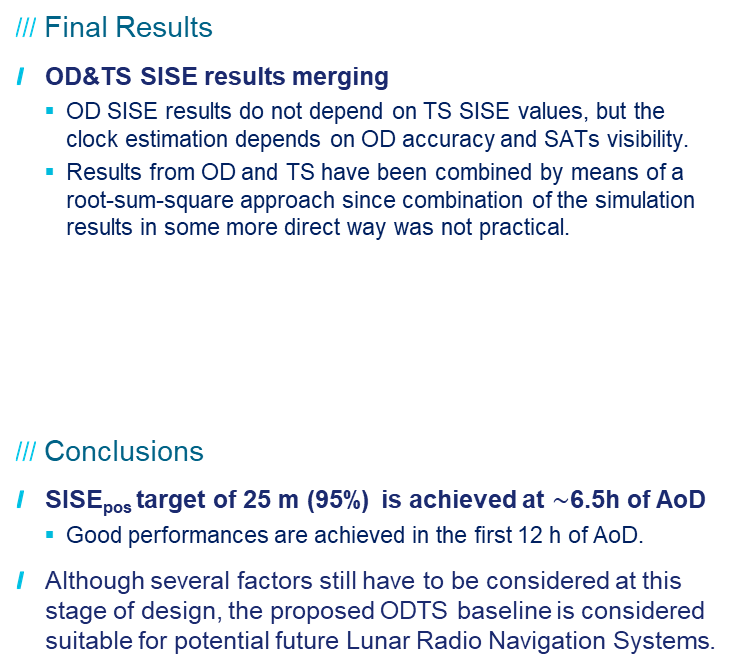 /// Final Results
/ OD&TS SISE results merging
▪ OD SISE results do not depend on TS SISE values, but the
clock estimation depends on OD accuracy and SATs visibility.
▪ Results from OD and TS have been combined by means of a
root-sum-square approach since combination of the simulation
results in some more direct way was not practical.
/// Conclusions
/ SISEpos target of 25 m (95%) is achieved at ~6.5h of AoD
▪ Good performances are achieved in the first 12 h of AoD.
/ Although several factors still have to be considered at this
stage of design, the proposed ODTS baseline is considered
suitable for potential future Lunar Radio Navigation Systems.